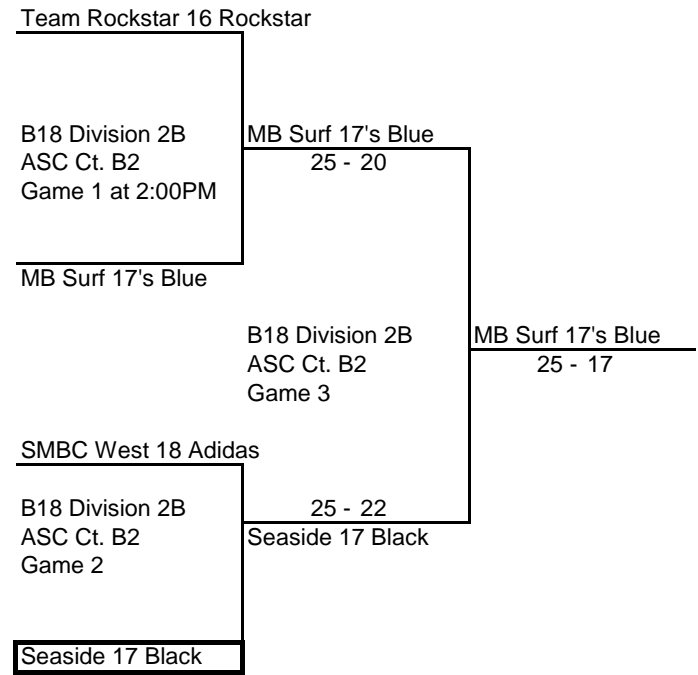 Team Rockstar 16 Rockstar
B18 Division 2B
ASC Ct. B2
Game 1 at 2:00PM
MB Surf 17's Blue
25 - 20
MB Surf 17's Blue
B18 Division 2B
ASC Ct. B2
Game 3
MB Surf 17's Blue
25 - 17
SMBC West 18 Adidas
B18 Division 2B
ASC Ct. B2
Game 2
25 - 22
Seaside 17 Black
Seaside 17 Black